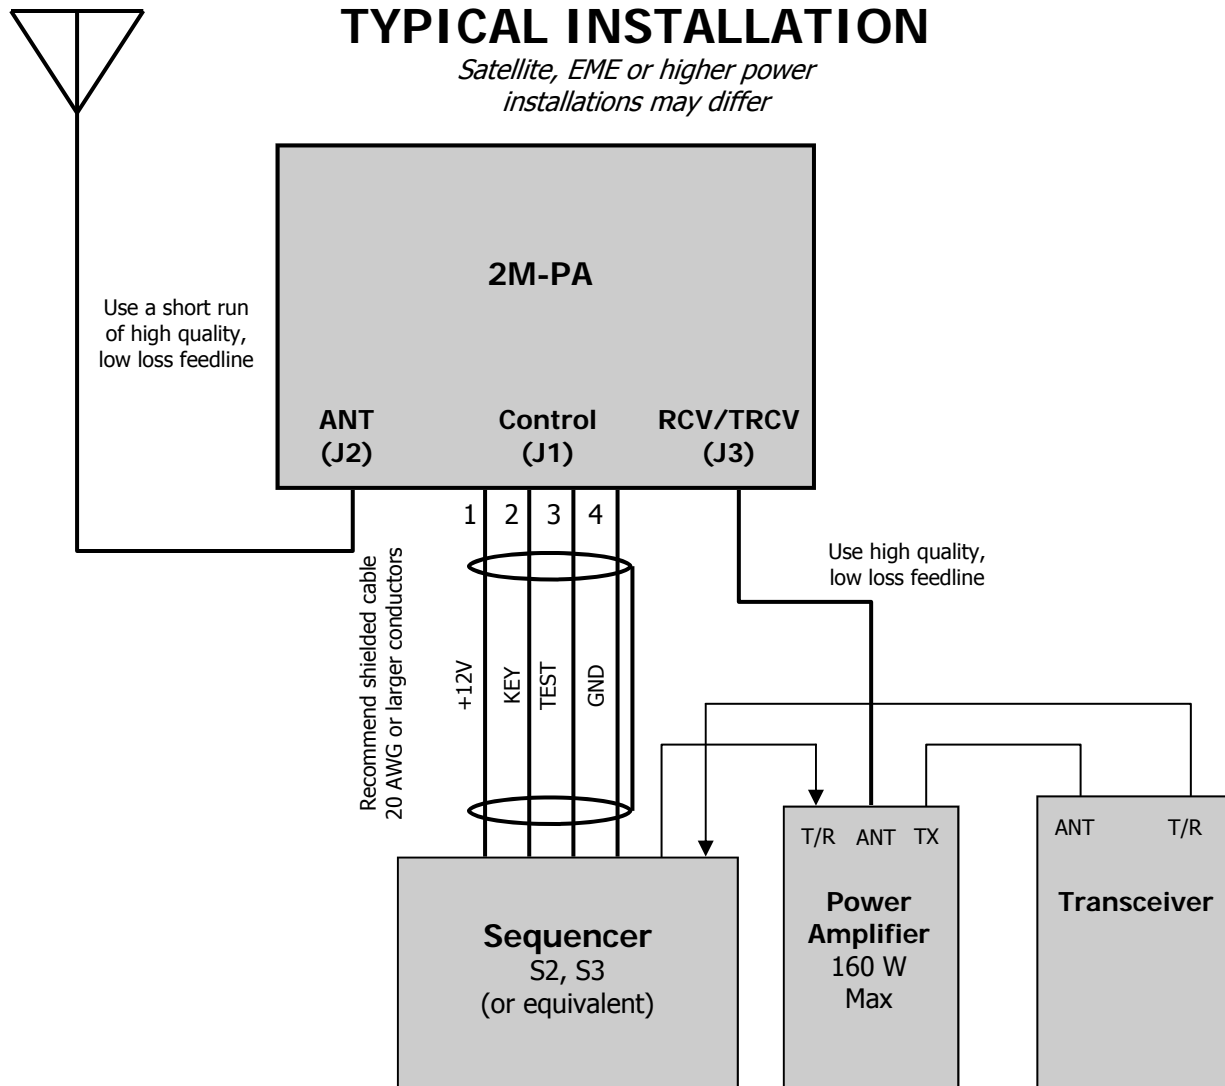 TYPICAL INSTALLATION
Satellite, EME or higher power
installations may differ
2M-PA
Use a short run
of high quality,
low loss feedline
ANT
(J2)
Control
(J1)
RCV/TRCV
(J3)
1 2 3 4
Use high quality,
low loss feedline
Recommend shielded cable
20 AWG or larger conductors
+12V
KEY
TEST
GND
T/R ANT TX
ANT T/R
Sequencer
S2, S3
(or equivalent)
Power
Amplifier
160 W
Max
Transceiver